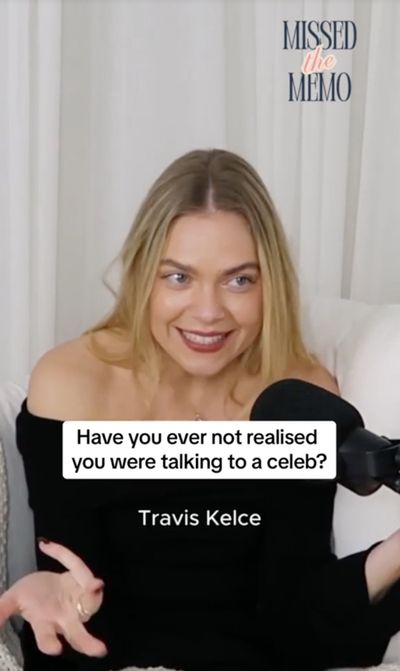 MISSED
the
MEMO
Have you ever not realised
you were talking to a celeb?
Travis Kelce